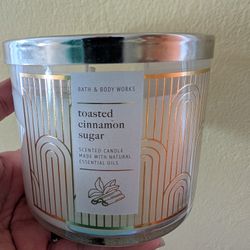 BATH & BODY WORKS
toasted
cinnamon
sugar
SCENTED CANDLE
MADE WITH NATURAL
ESSENTIAL OILS